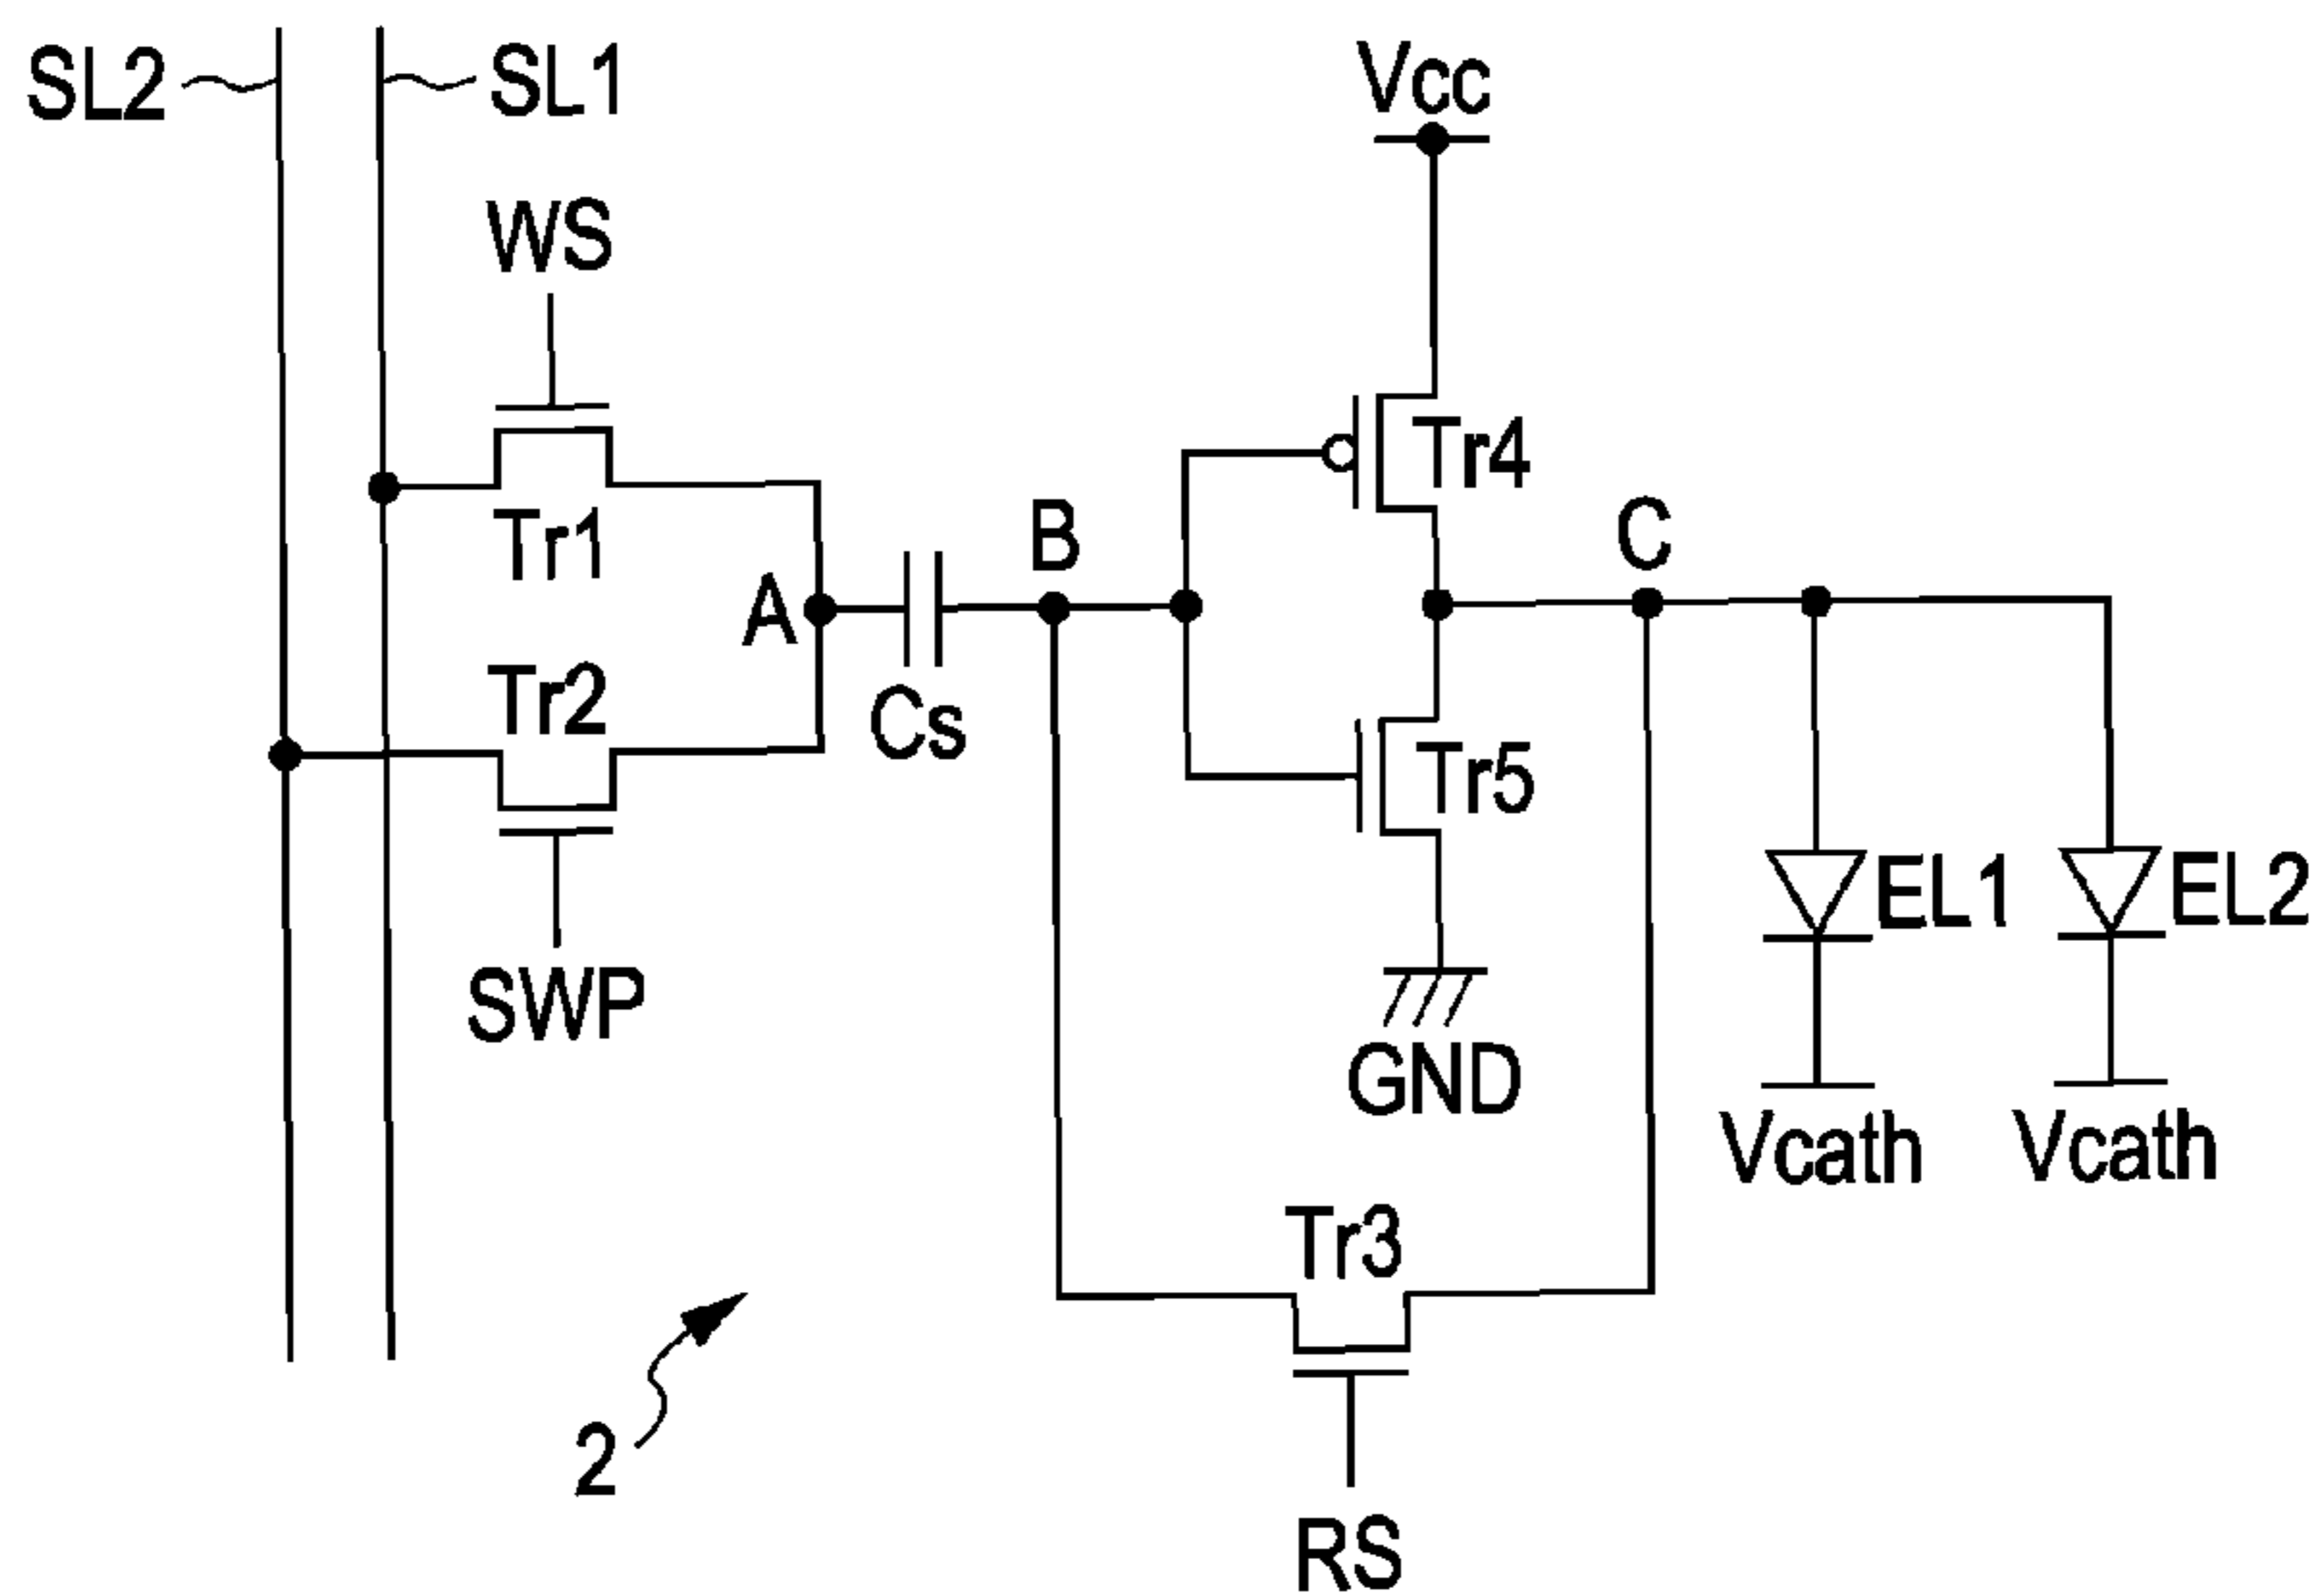 SL2
SL1
Vcc
WS
Tr4
Tr1
B
C
A
Tr2
Cs
Tr5
EL1
EL2
SWP
GND
Vcath
Vcath
Tr3
2
RS